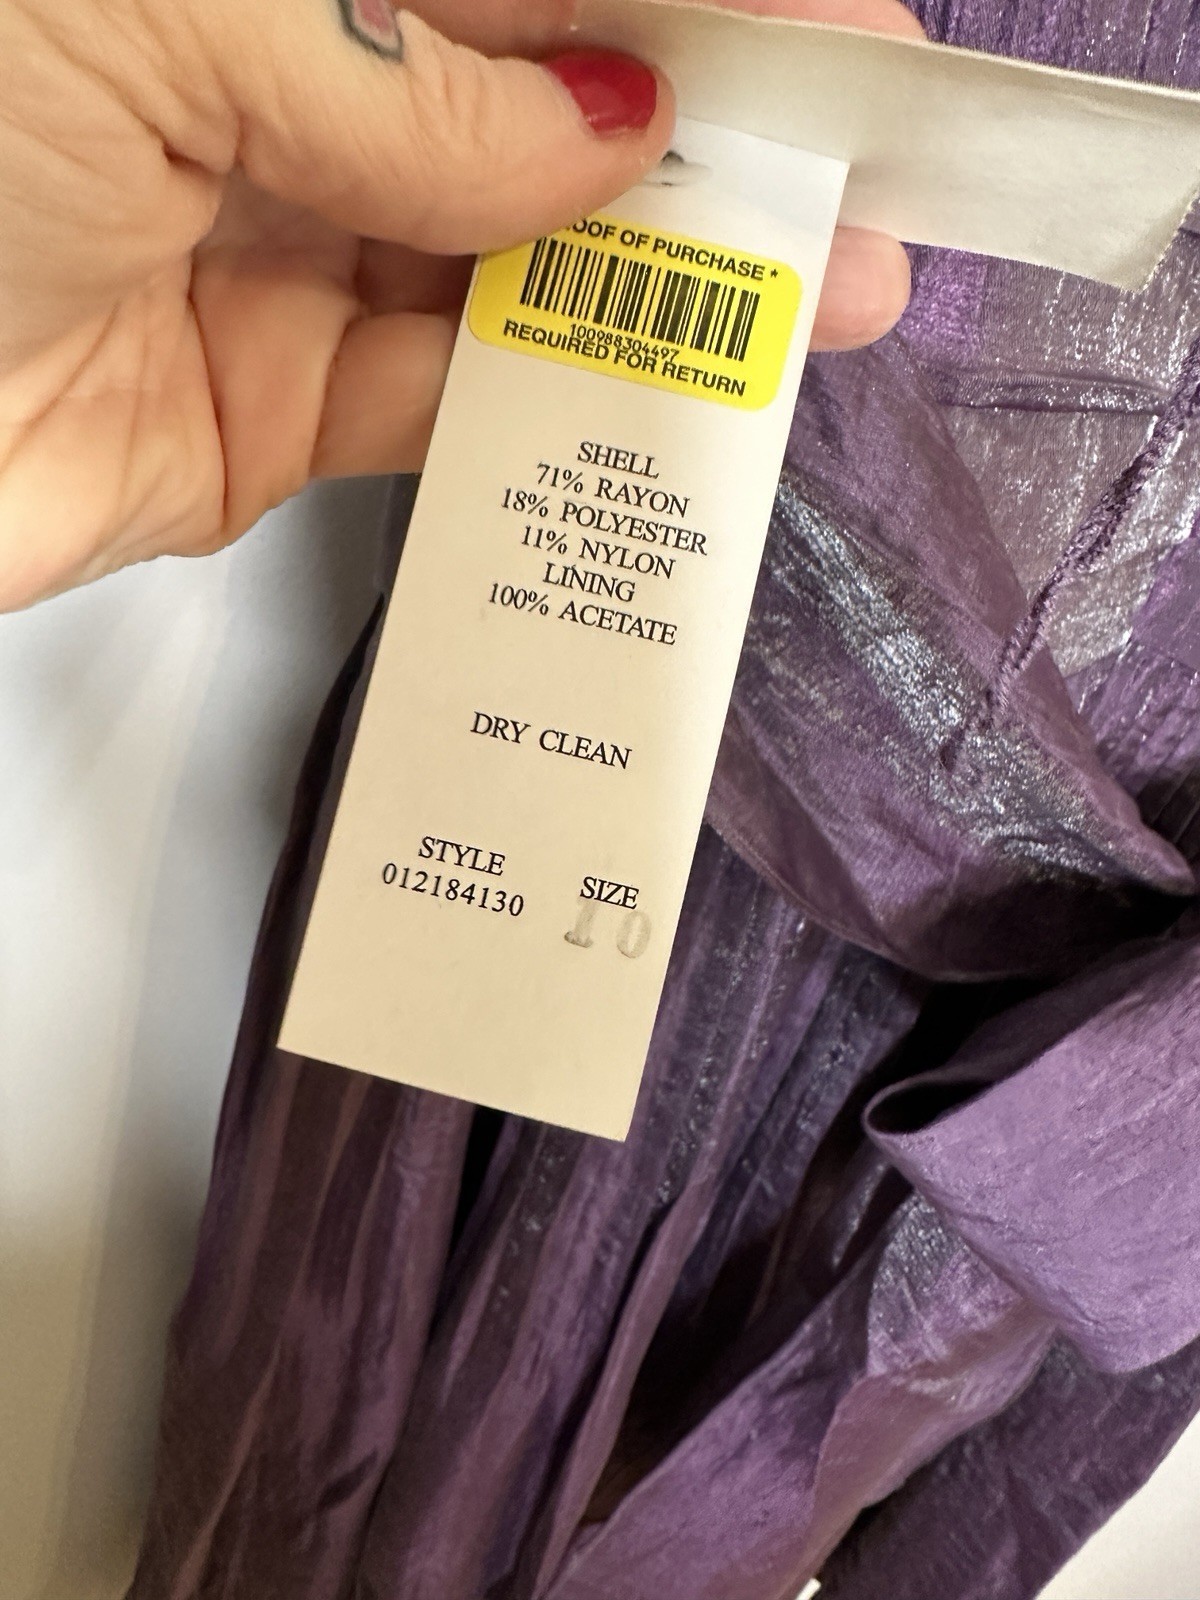 OOF OF PURCHASE *
100988304497
REQUIRED FOR RETURN
SHELL
71% RAYON
18% POLYESTER
11% NYLON
LINING
100% ACETATE
DRY CLEAN
STYLE
012184130
SIZE
10